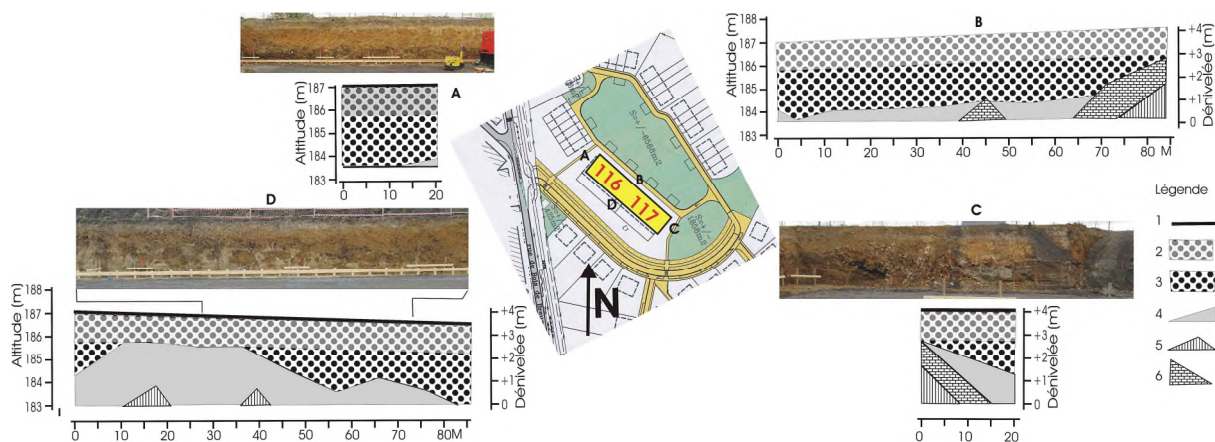 A
Altitude (m)
187
186
185
184
183
0 10 20
B
Altitude (m)
188
187
186
185
184
183
Dénivelée (m)
+4
+3
+2
+1
0
0 10 20 30 40 50 60 70 80 M
A
116
B
117
D
C
S=+/-6568m2
S=+/-
1856m2
N
D
Altitude (m)
188
187
186
185
184
183
Dénivelée (m)
+4
+3
+2
+1
0
0 10 20 30 40 50 60 70 80M
C
Dénivelée (m)
+4
+3
+2
+1
0
0 10 20
Légende
1
2
3
4
5
6